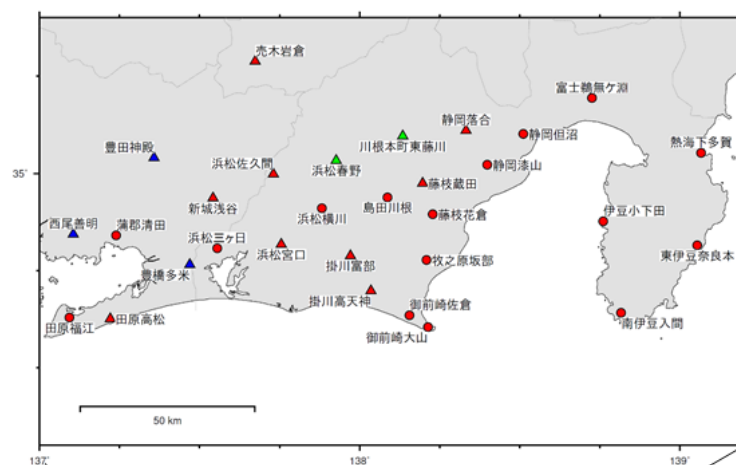 売木岩倉
富士鵜無ケ淵
静岡落合
静岡但沼
川根本町東藤川
熱海下多賀
豊田神殿
浜松佐久間
浜松春野
静岡漆山
35°
藤枝蔵田
新城浅谷
島田川根
浜松横川
藤枝花倉
伊豆小下田
西尾善明
蒲郡清田
浜松三ヶ日
浜松宮口
掛川富部
牧之原坂部
東伊豆奈良本
豊橋多米
掛川高天神
御前崎佐倉
田原福江
田原高松
御前崎大山
南伊豆入間
50 km
137°
138°
139°